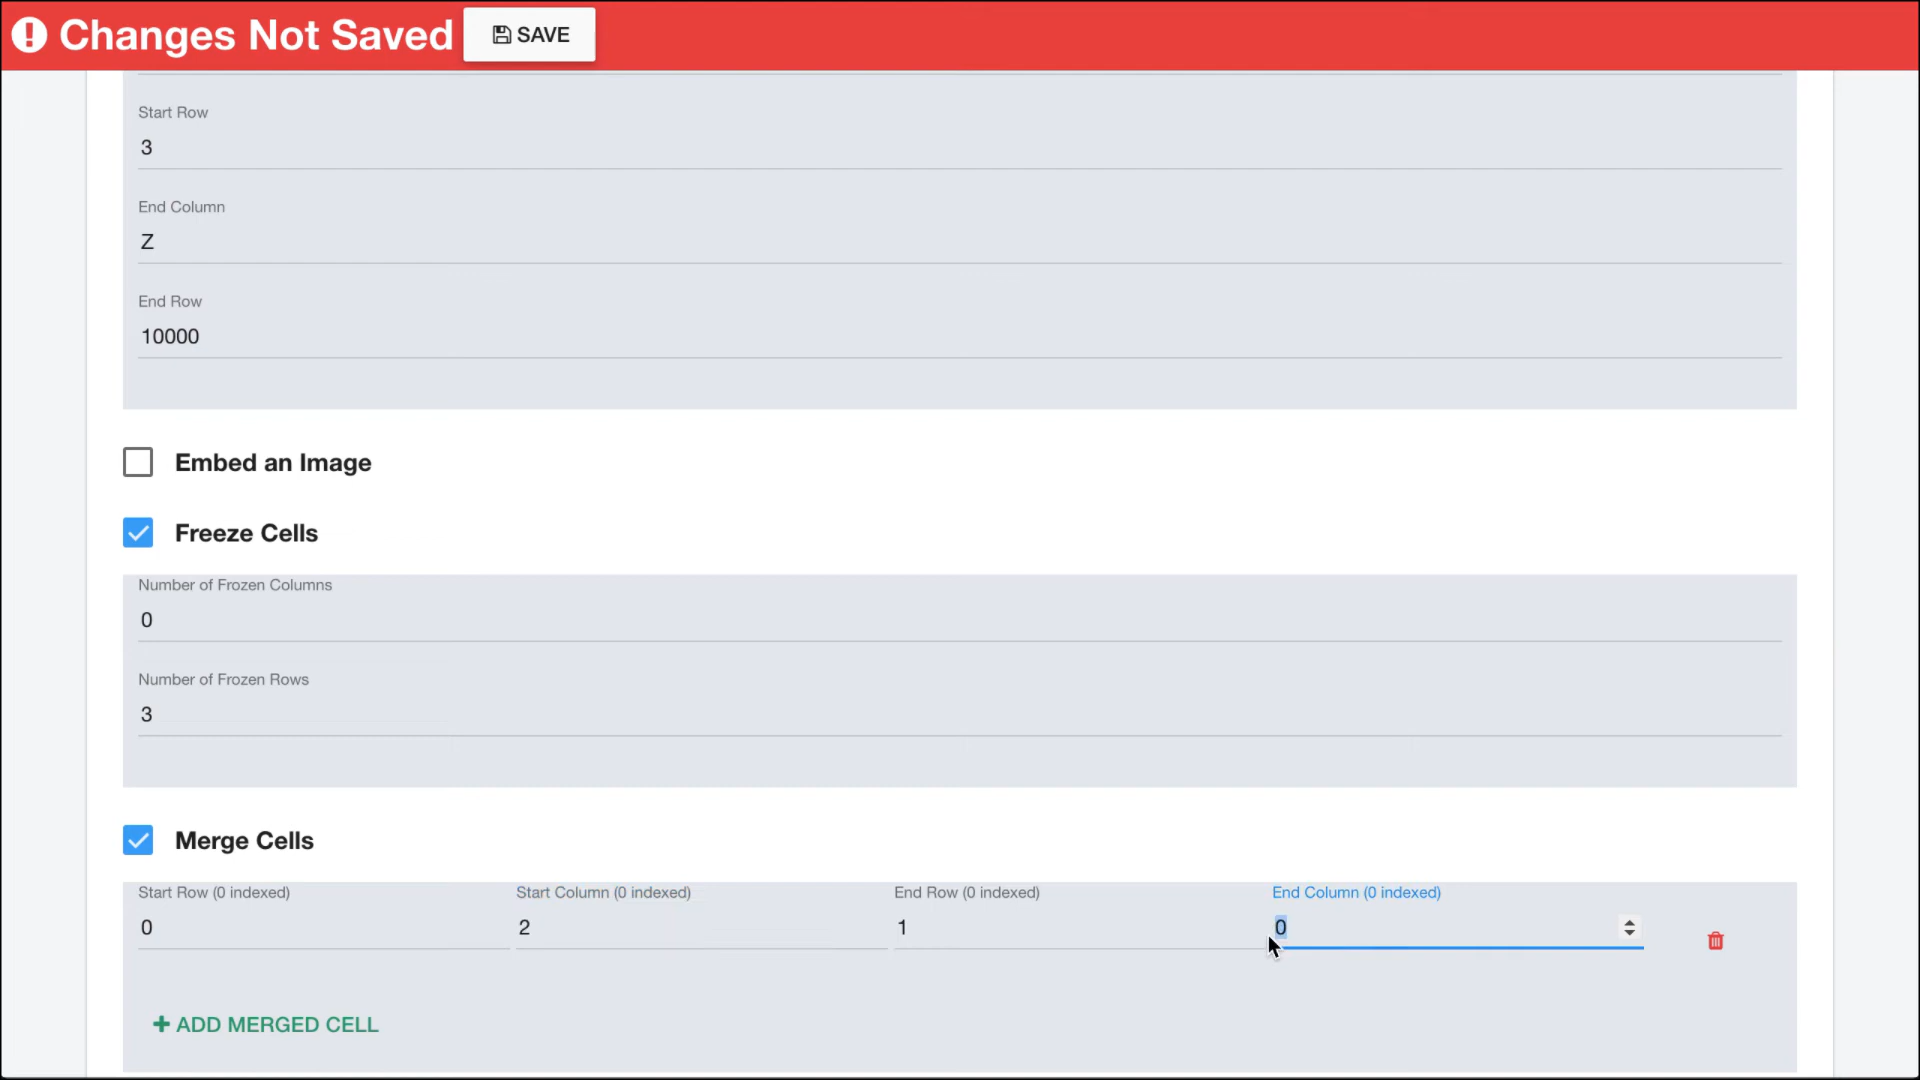 Changes Not Saved SAVE
Start Row
3
End Column
Z
End Row
10000
Embed an Image
Freeze Cells
Number of Frozen Columns
0
Number of Frozen Rows
3
Merge Cells
Start Row (0 indexed) Start Column (0 indexed) End Row (0 indexed) End Column (0 indexed)
0 2 1 0
+ ADD MERGED CELL